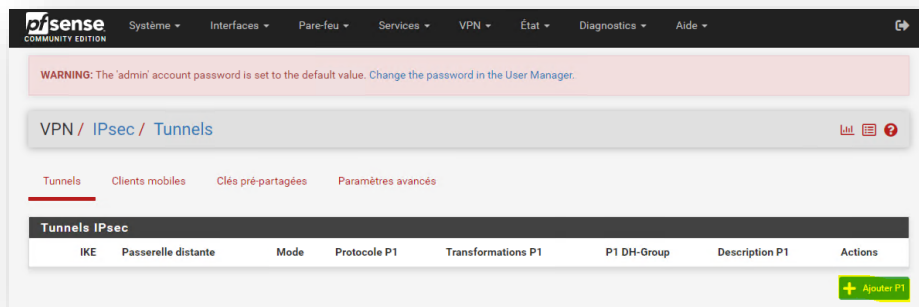 pfsense Système Interfaces Pare-feu Services VPN État Diagnostics Aide
COMMUNITY EDITION
WARNING: The 'admin' account password is set to the default value. Change the password in the User Manager.
VPN / IPsec / Tunnels
Tunnels Clients mobiles Clés pré-partagées Paramètres avancés
Tunnels IPsec
IKE Passerelle distante Mode Protocole P1 Transformations P1 P1 DH-Group Description P1 Actions
Ajouter P1